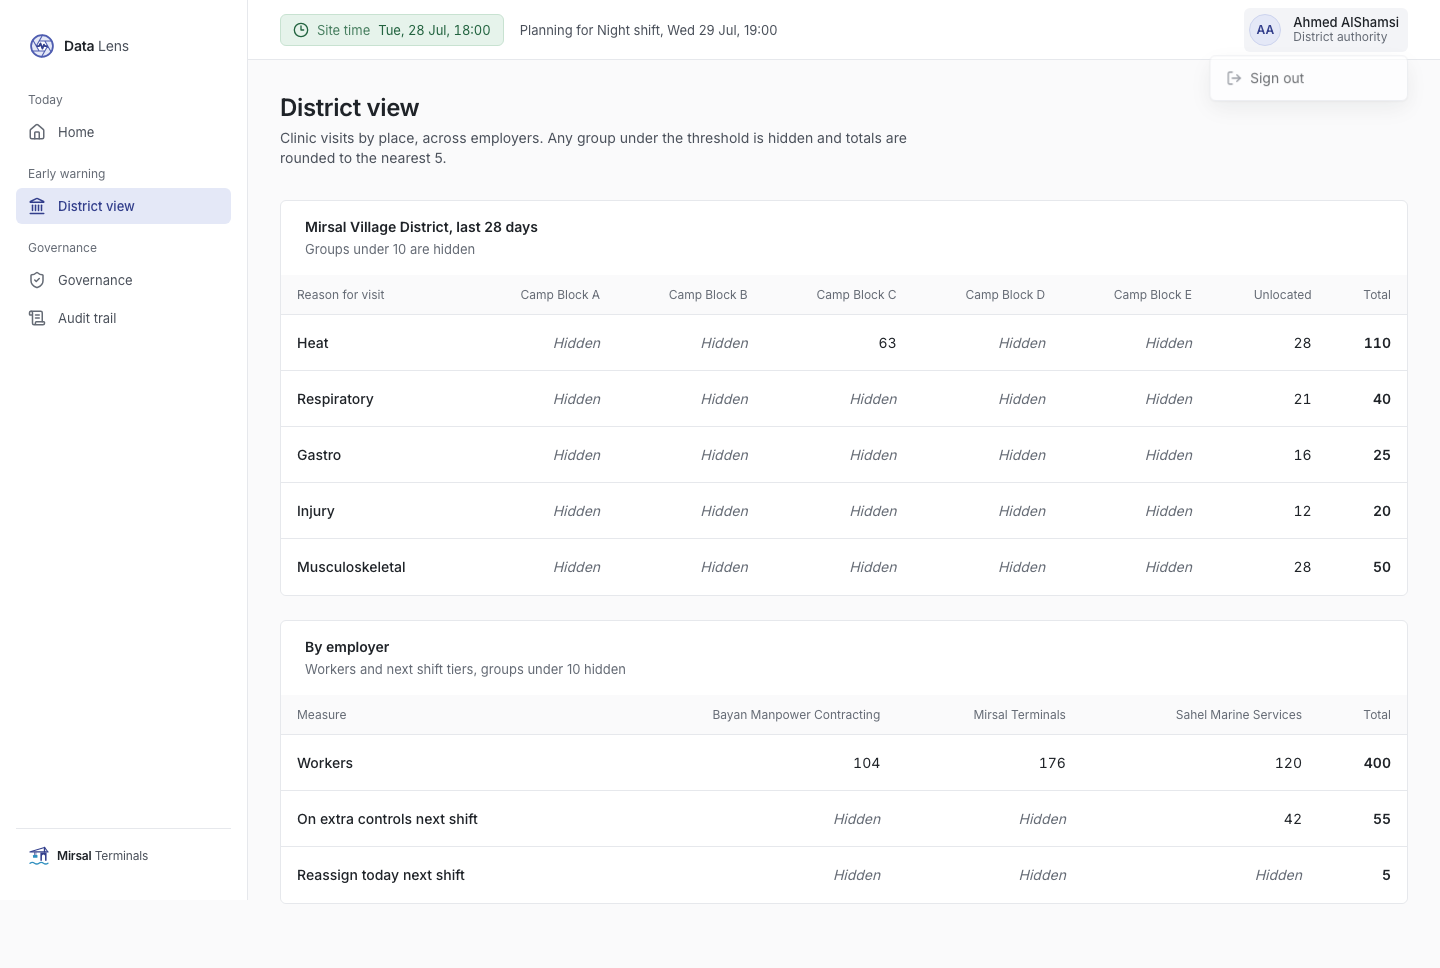 Data Lens
Today
Home
Early warning
District view
Governance
Governance
Audit trail
Mirsal Terminals
Site time Tue, 28 Jul, 18:00
Planning for Night shift, Wed 29 Jul, 19:00
AA
Ahmed AlShamsi
District authority
Sign out
District view
Clinic visits by place, across employers. Any group under the threshold is hidden and totals are
rounded to the nearest 5.
Mirsal Village District, last 28 days
Groups under 10 are hidden
Reason for visit Camp Block A Camp Block B Camp Block C Camp Block D Camp Block E Unlocated Total
Heat Hidden Hidden 63 Hidden Hidden 28 110
Respiratory Hidden Hidden Hidden Hidden Hidden 21 40
Gastro Hidden Hidden Hidden Hidden Hidden 16 25
Injury Hidden Hidden Hidden Hidden Hidden 12 20
Musculoskeletal Hidden Hidden Hidden Hidden Hidden 28 50
By employer
Workers and next shift tiers, groups under 10 hidden
Measure Bayan Manpower Contracting Mirsal Terminals Sahel Marine Services Total
Workers 104 176 120 400
On extra controls next shift Hidden Hidden 42 55
Reassign today next shift Hidden Hidden Hidden 5